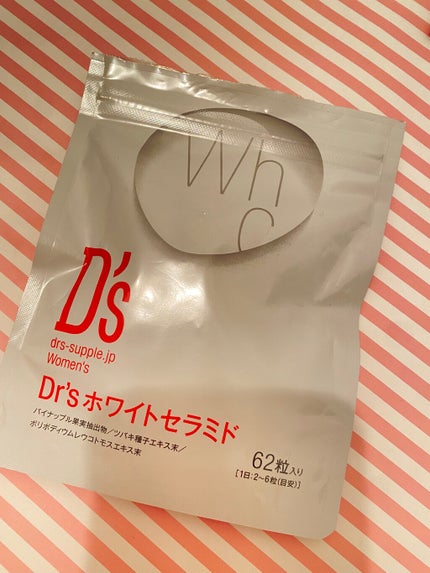 Wh
C
D's
drs-supple.jp
Women's
Dr'sホワイトセラミド
パイナップル果実抽出物／ツバキ種子エキス末／
ポリポディウムレウコトモスエキス末
62粒入り
[1日:2〜6粒(目安)]